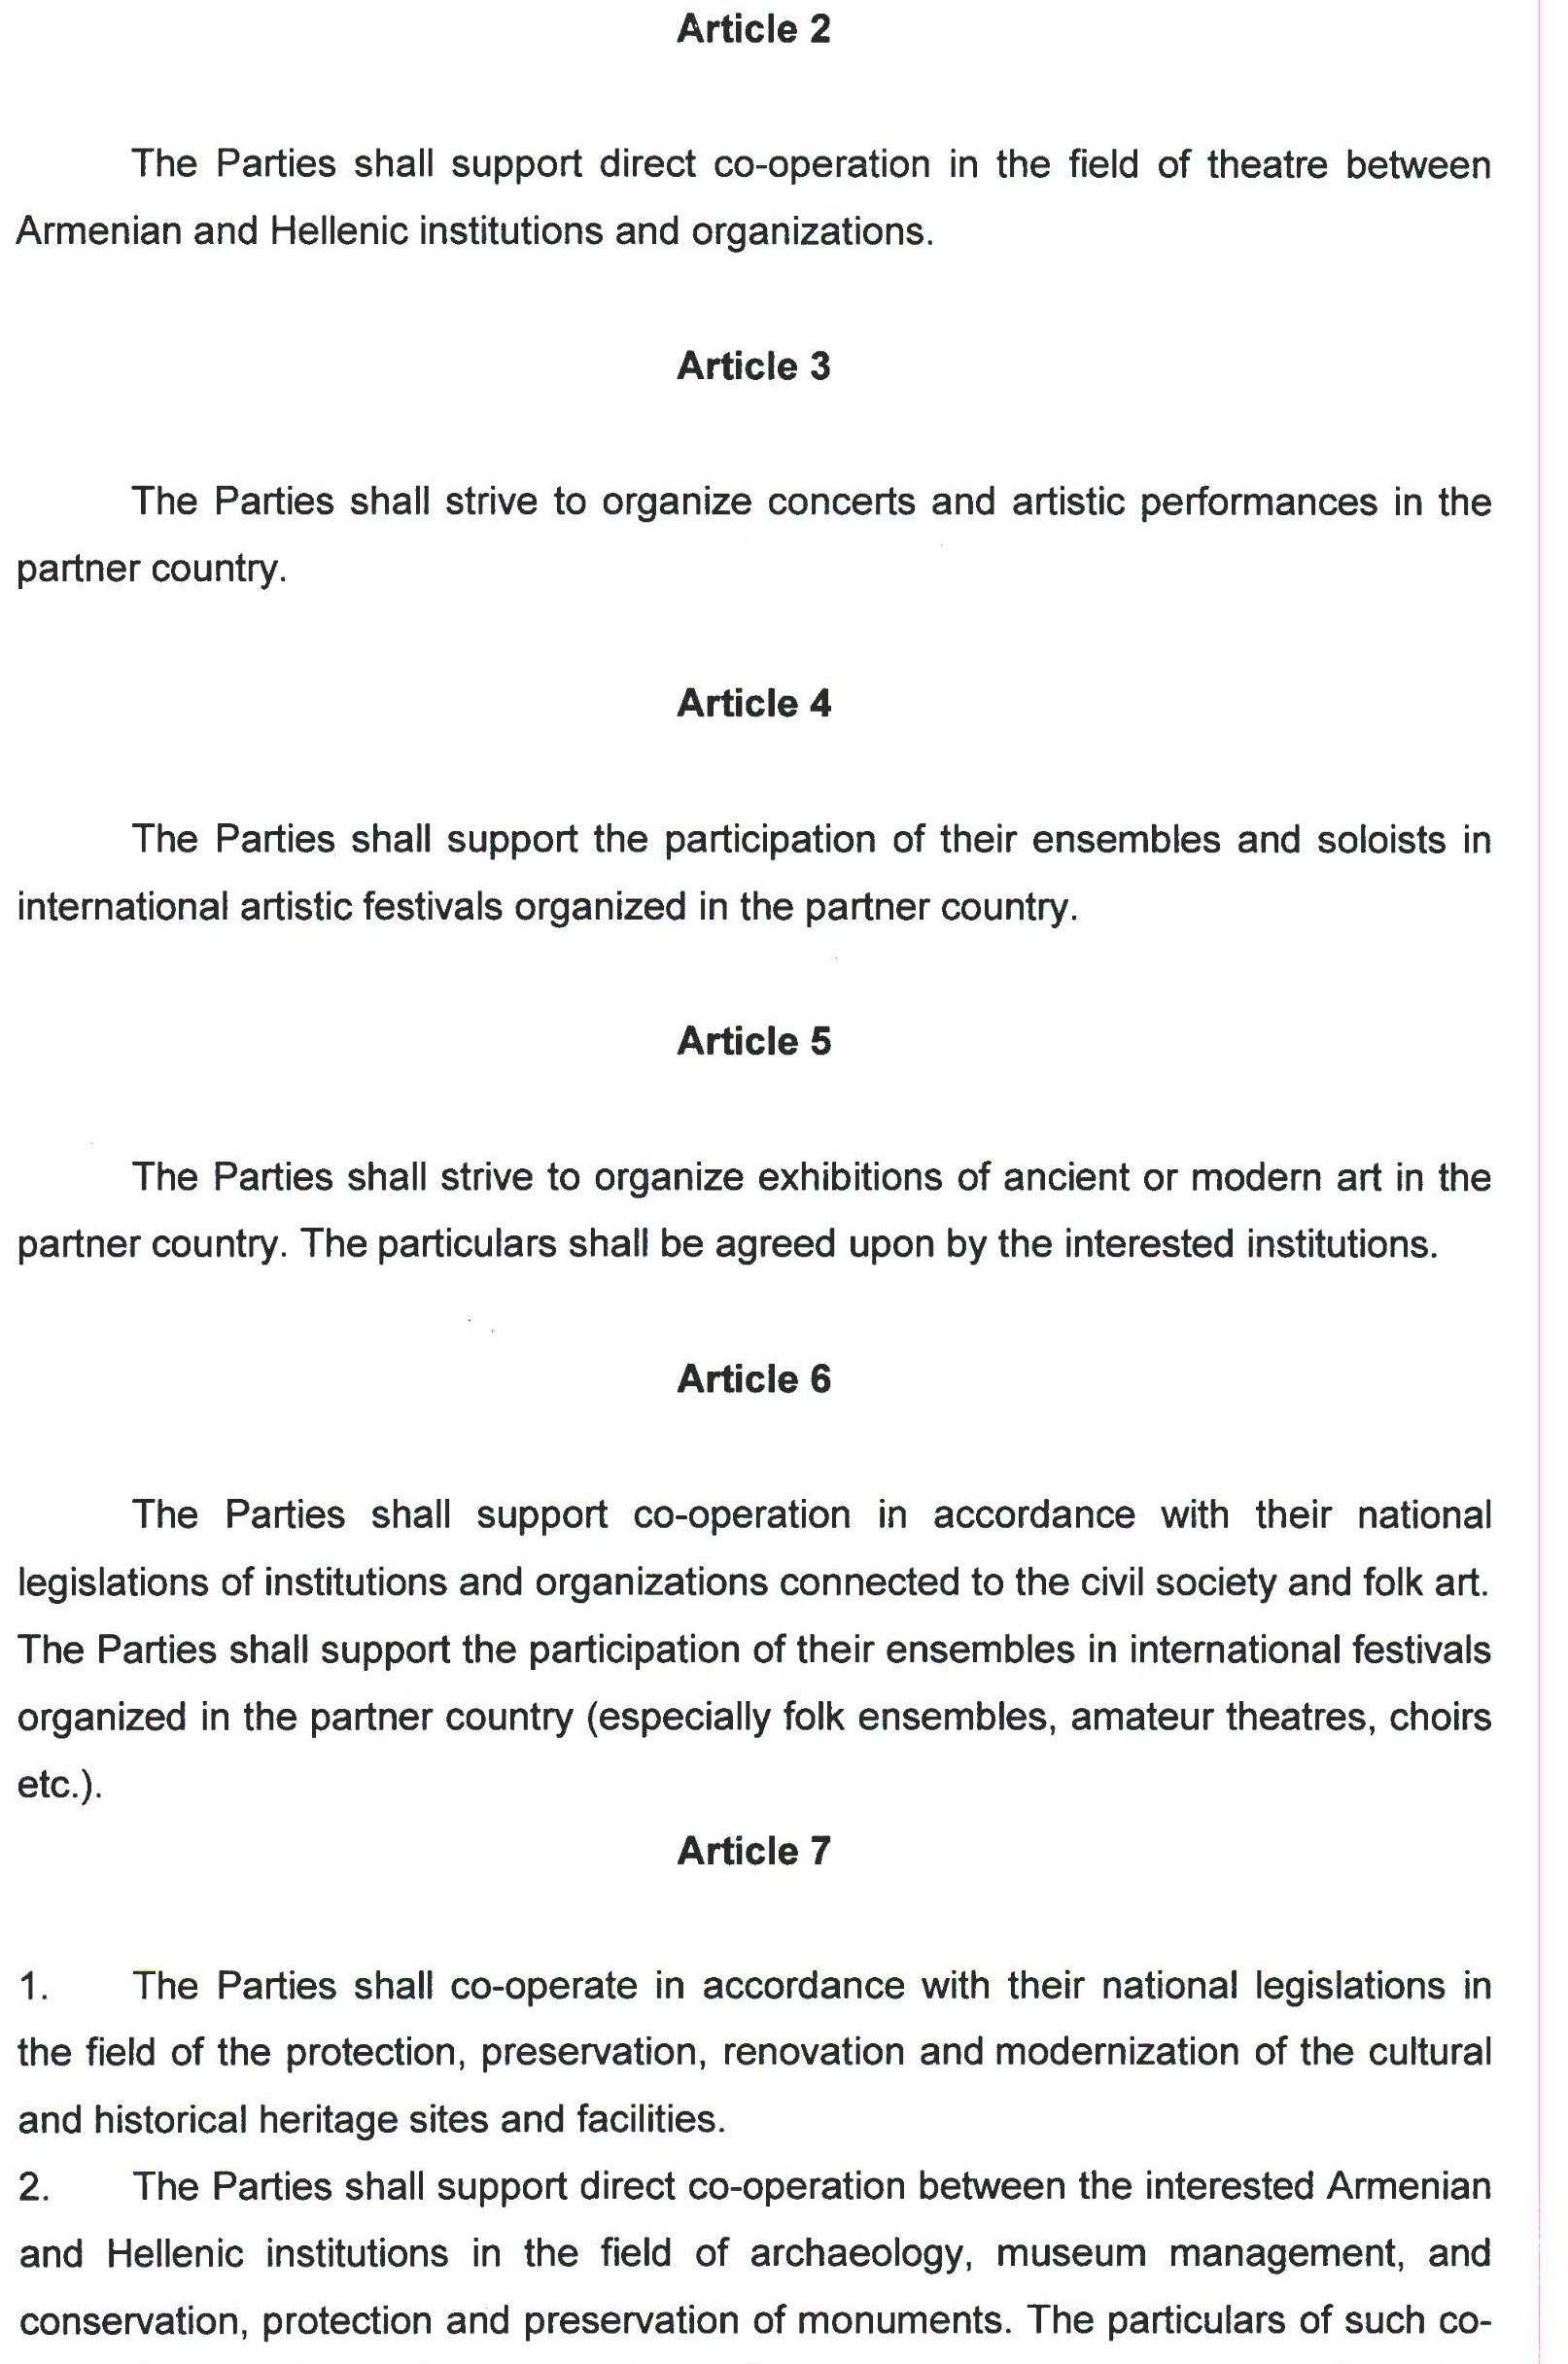 Article 2
The Parties shall support direct co-operation in the field of theatre between
Armenian and Hellenic institutions and organizations.
Article 3
The Parties shall strive to organize concerts and artistic performances in the
partner country.
Article 4
The Parties shall support the participation of their ensembles and soloists in
international artistic festivals organized in the partner country.
Article 5
The Parties shall strive to organize exhibitions of ancient or modern art in the
partner country. The particulars shall be agreed upon by the interested institutions.
Article 6
The Parties shall support co-operation in accordance with their national
legislations of institutions and organizations connected to the civil society and folk art.
The Parties shall support the participation of their ensembles in international festivals
organized in the partner country (especially folk ensembles, amateur theatres, choirs
etc.).
Article 7
1. The Parties shall co-operate in accordance with their national legislations in
the field of the protection, preservation, renovation and modernization of the cultural
and historical heritage sites and facilities.
2. The Parties shall support direct co-operation between the interested Armenian
and Hellenic institutions in the field of archaeology, museum management, and
conservation, protection and preservation of monuments. The particulars of such co-